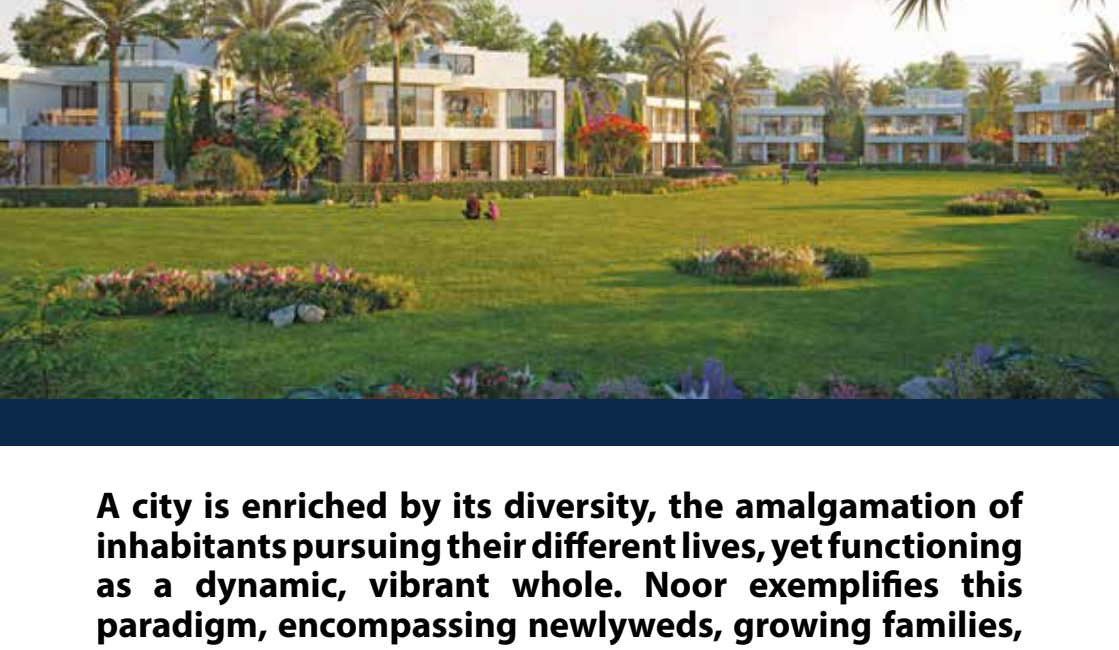 A city is enriched by its diversity, the amalgamation of
inhabitants pursuing their different lives, yet functioning
as a dynamic, vibrant whole. Noor exemplifies this
paradigm, encompassing newlyweds, growing families,